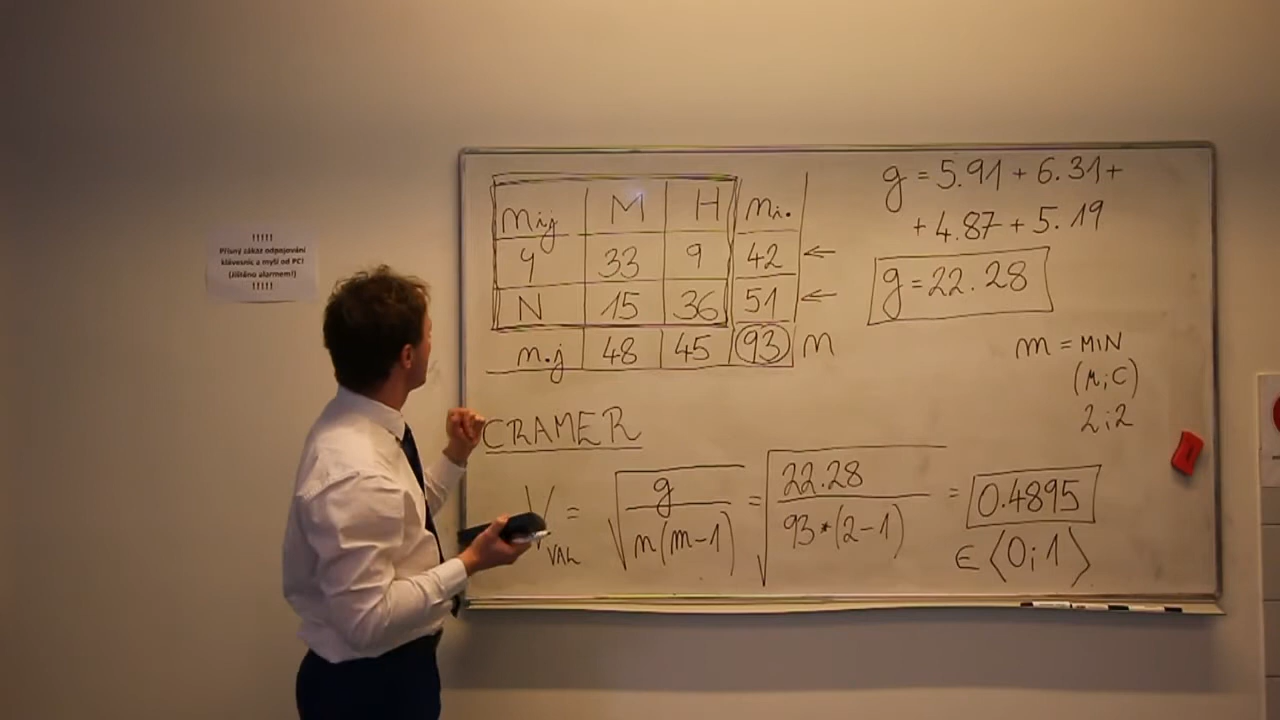 !!!!!
Přísný zákaz odpojování
klávesnic a myší od PC!
(Jištěno alarmem!)
!!!!!
nij M H ni.
Y 33 9 42 ←
N 15 36 51 ←
n.j 48 45 93 n
g = 5.91 + 6.31 +
+ 4.87 + 5.19
g = 22.28
m = MIN
(r;c)
2;2
CRAMER
V VAL = √(g / n(m-1)) = √(22.28 / 93*(2-1)) = 0.4895
∈ ⟨0;1⟩